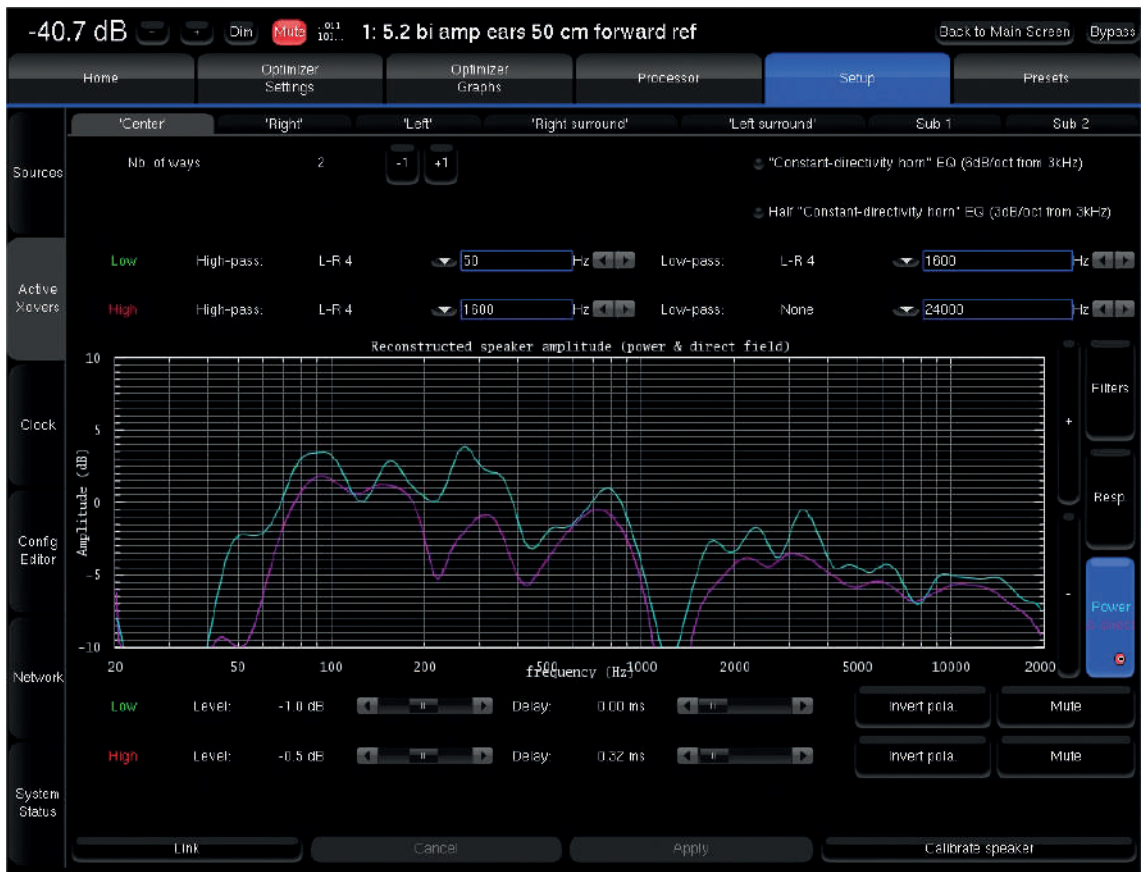 -40.7 dB - + Dim Mute 1: 5.2 bi amp ears 50 cm forward ref Back to Main Screen Bypass
Home Optimizer Settings Optimizer Graphs Processor Setup Presets
'Center' 'Right' 'Left' 'Right surround' 'Left surround' Sub 1 Sub 2
Sources
Nb. of ways 2 -1 +1 "Constant-directivity horn" EQ (6dB/oct from 3kHz)
Half "Constant-directivity horn" EQ (3dB/oct from 3kHz)
Active Xovers
Low High-pass: L-R 4 50 Hz Low-pass: L-R 4 1600 Hz
High High-pass: L-R 4 1600 Hz Low-pass: None 24000 Hz
Reconstructed speaker amplitude (power & direct field)
10
5
0
-5
-10
Amplitude (dB)
20 50 100 200 500 1000 2000 5000 10000 2000
frequency (Hz)
+
-
Filters
Resp.
Power
Clock
Config Editor
Network
System Status
Low Level: -1.0 dB Delay: 0.00 ms Invert pola. Mute
High Level: -0.5 dB Delay: 0.32 ms Invert pola. Mute
Link Cancel Apply Calibrate speaker